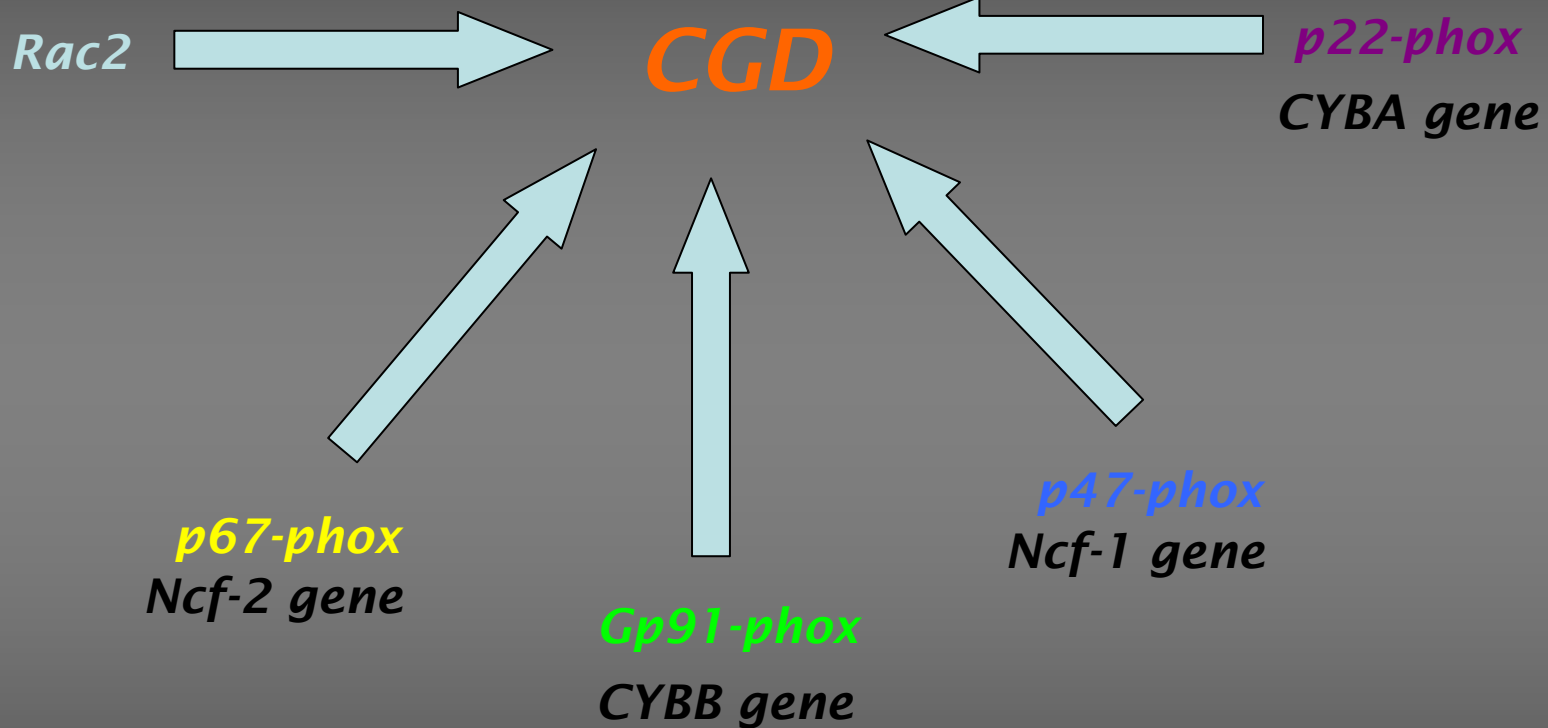 Rac2
CGD
p22-phox
CYBA gene
p67-phox
Ncf-2 gene
Gp91-phox
CYBB gene
p47-phox
Ncf-1 gene